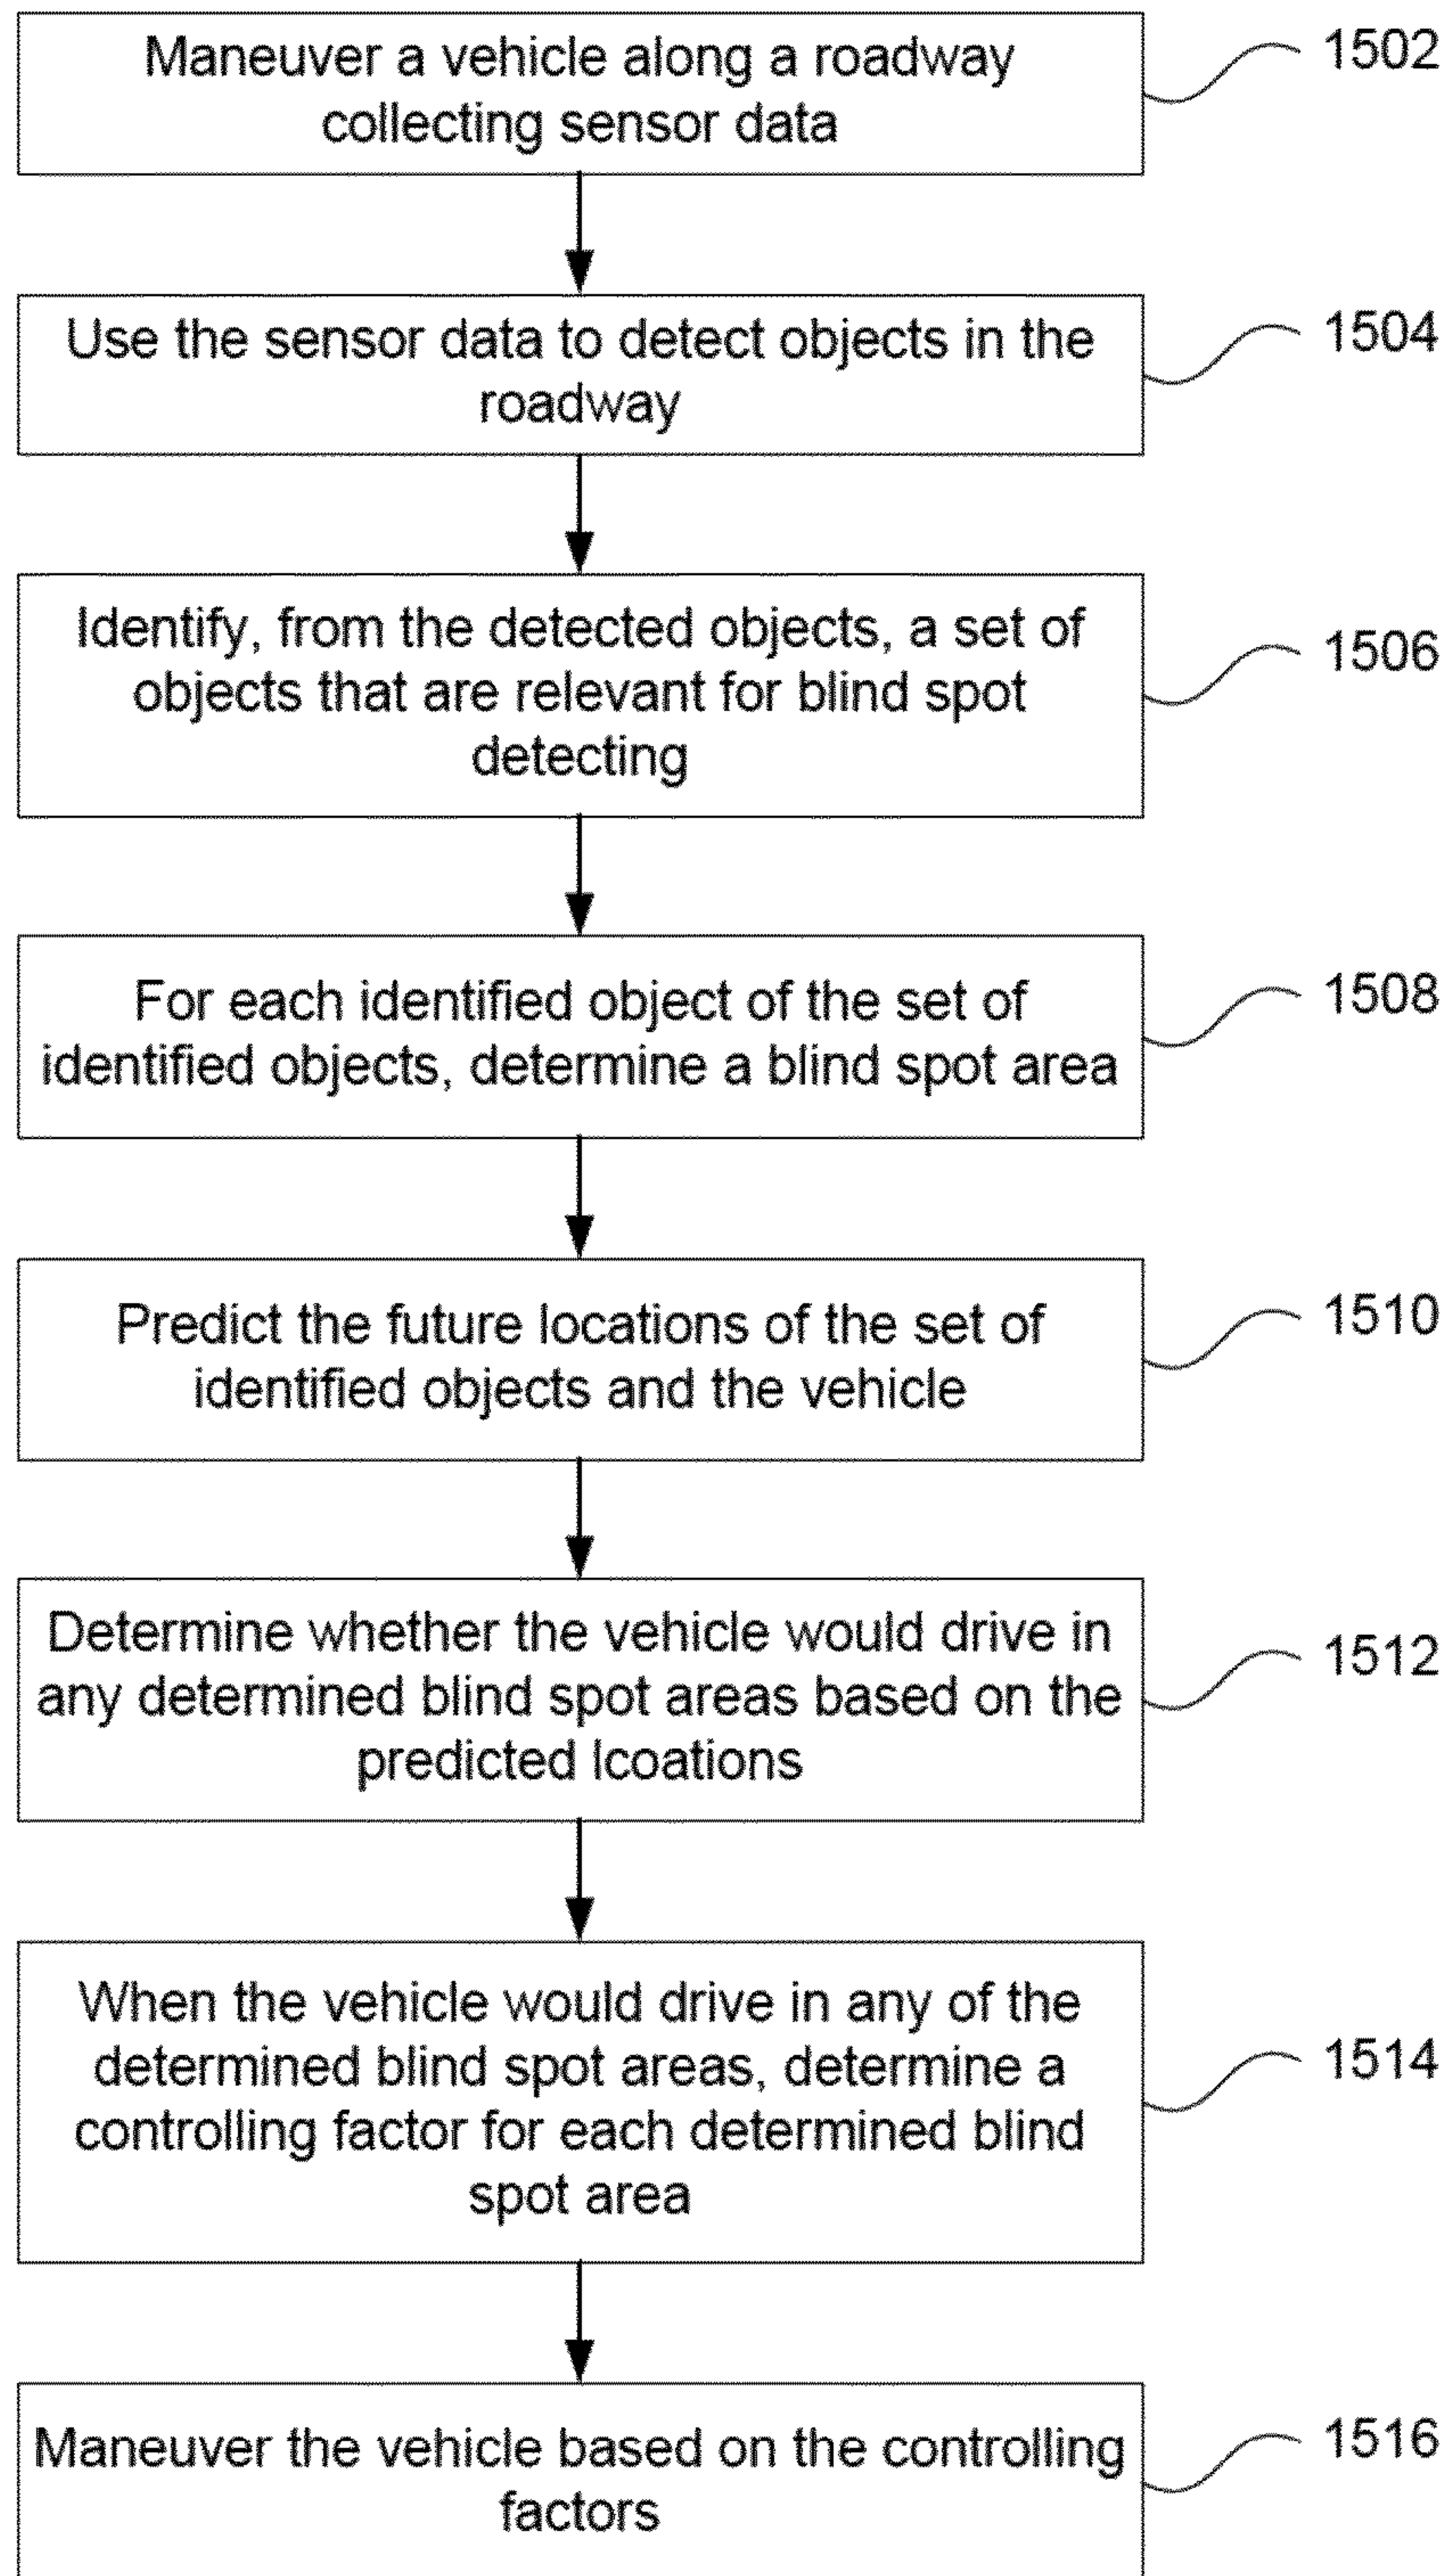 Maneuver a vehicle along a roadway
collecting sensor data
1502
Use the sensor data to detect objects in the
roadway
1504
Identify, from the detected objects, a set of
objects that are relevant for blind spot
detecting
1506
For each identified object of the set of
identified objects, determine a blind spot area
1508
Predict the future locations of the set of
identified objects and the vehicle
1510
Determine whether the vehicle would drive in
any determined blind spot areas based on the
predicted lcoations
1512
When the vehicle would drive in any of the
determined blind spot areas, determine a
controlling factor for each determined blind
spot area
1514
Maneuver the vehicle based on the controlling
factors
1516